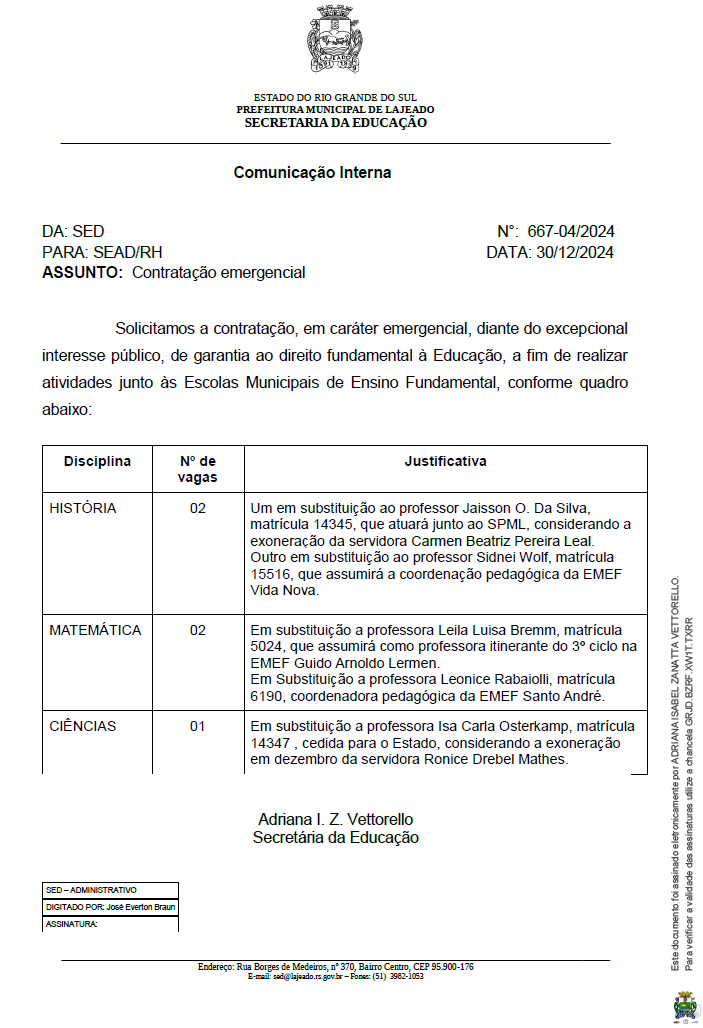 LAJEADO
ESTADO DO RIO GRANDE DO SUL
PREFEITURA MUNICIPAL DE LAJEADO
SECRETARIA DA EDUCAÇÃO
Comunicação Interna
DA: SED
N°: 667-04/2024
PARA: SEAD/RH
DATA: 30/12/2024
ASSUNTO: Contratação emergencial
Solicitamos a contratação, em caráter emergencial, diante do excepcional
interesse público, de garantia ao direito fundamental à Educação, a fim de realizar
atividades junto às Escolas Municipais de Ensino Fundamental, conforme quadro
abaixo:
Disciplina
Nº de
vagas
Justificativa
HISTÓRIA
02
Um em substituição ao professor Jaisson O. Da Silva,
matrícula 14345, que atuará junto ao SPML, considerando a
exoneração da servidora Carmen Beatriz Pereira Leal.
Outro em substituição ao professor Sidnei Wolf, matrícula
15516, que assumirá a coordenação pedagógica da EMEF
Vida Nova.
MATEMÁTICA
02
Em substituição a professora Leila Luisa Bremm, matrícula
5024, que assumirá como professora itinerante do 3º ciclo na
EMEF Guido Arnoldo Lermen.
Em Substituição a professora Leonice Rabaiolli, matrícula
6190, coordenadora pedagógica da EMEF Santo André.
CIÊNCIAS
01
Em substituição a professora Isa Carla Osterkamp, matrícula
14347 , cedida para o Estado, considerando a exoneração
em dezembro da servidora Ronice Drebel Mathes.
Adriana I. Z. Vettorello
Secretária da Educação
SED – ADMINISTRATIVO
DIGITADO POR: José Everton Braun
ASSINATURA:
Endereço: Rua Borges de Medeiros, nº 370, Bairro Centro, CEP 95.900-176
E-mail: sed@lajeado.rs.gov.br – Fones: (51) 3982-1053
Este documento foi assinado eletronicamente por ADRIANA ISABEL ZANATTA VETTORELLO.
Para verificar a validade das assinaturas utilize a chancela GRJD.BZRF.XW1T.TXRR